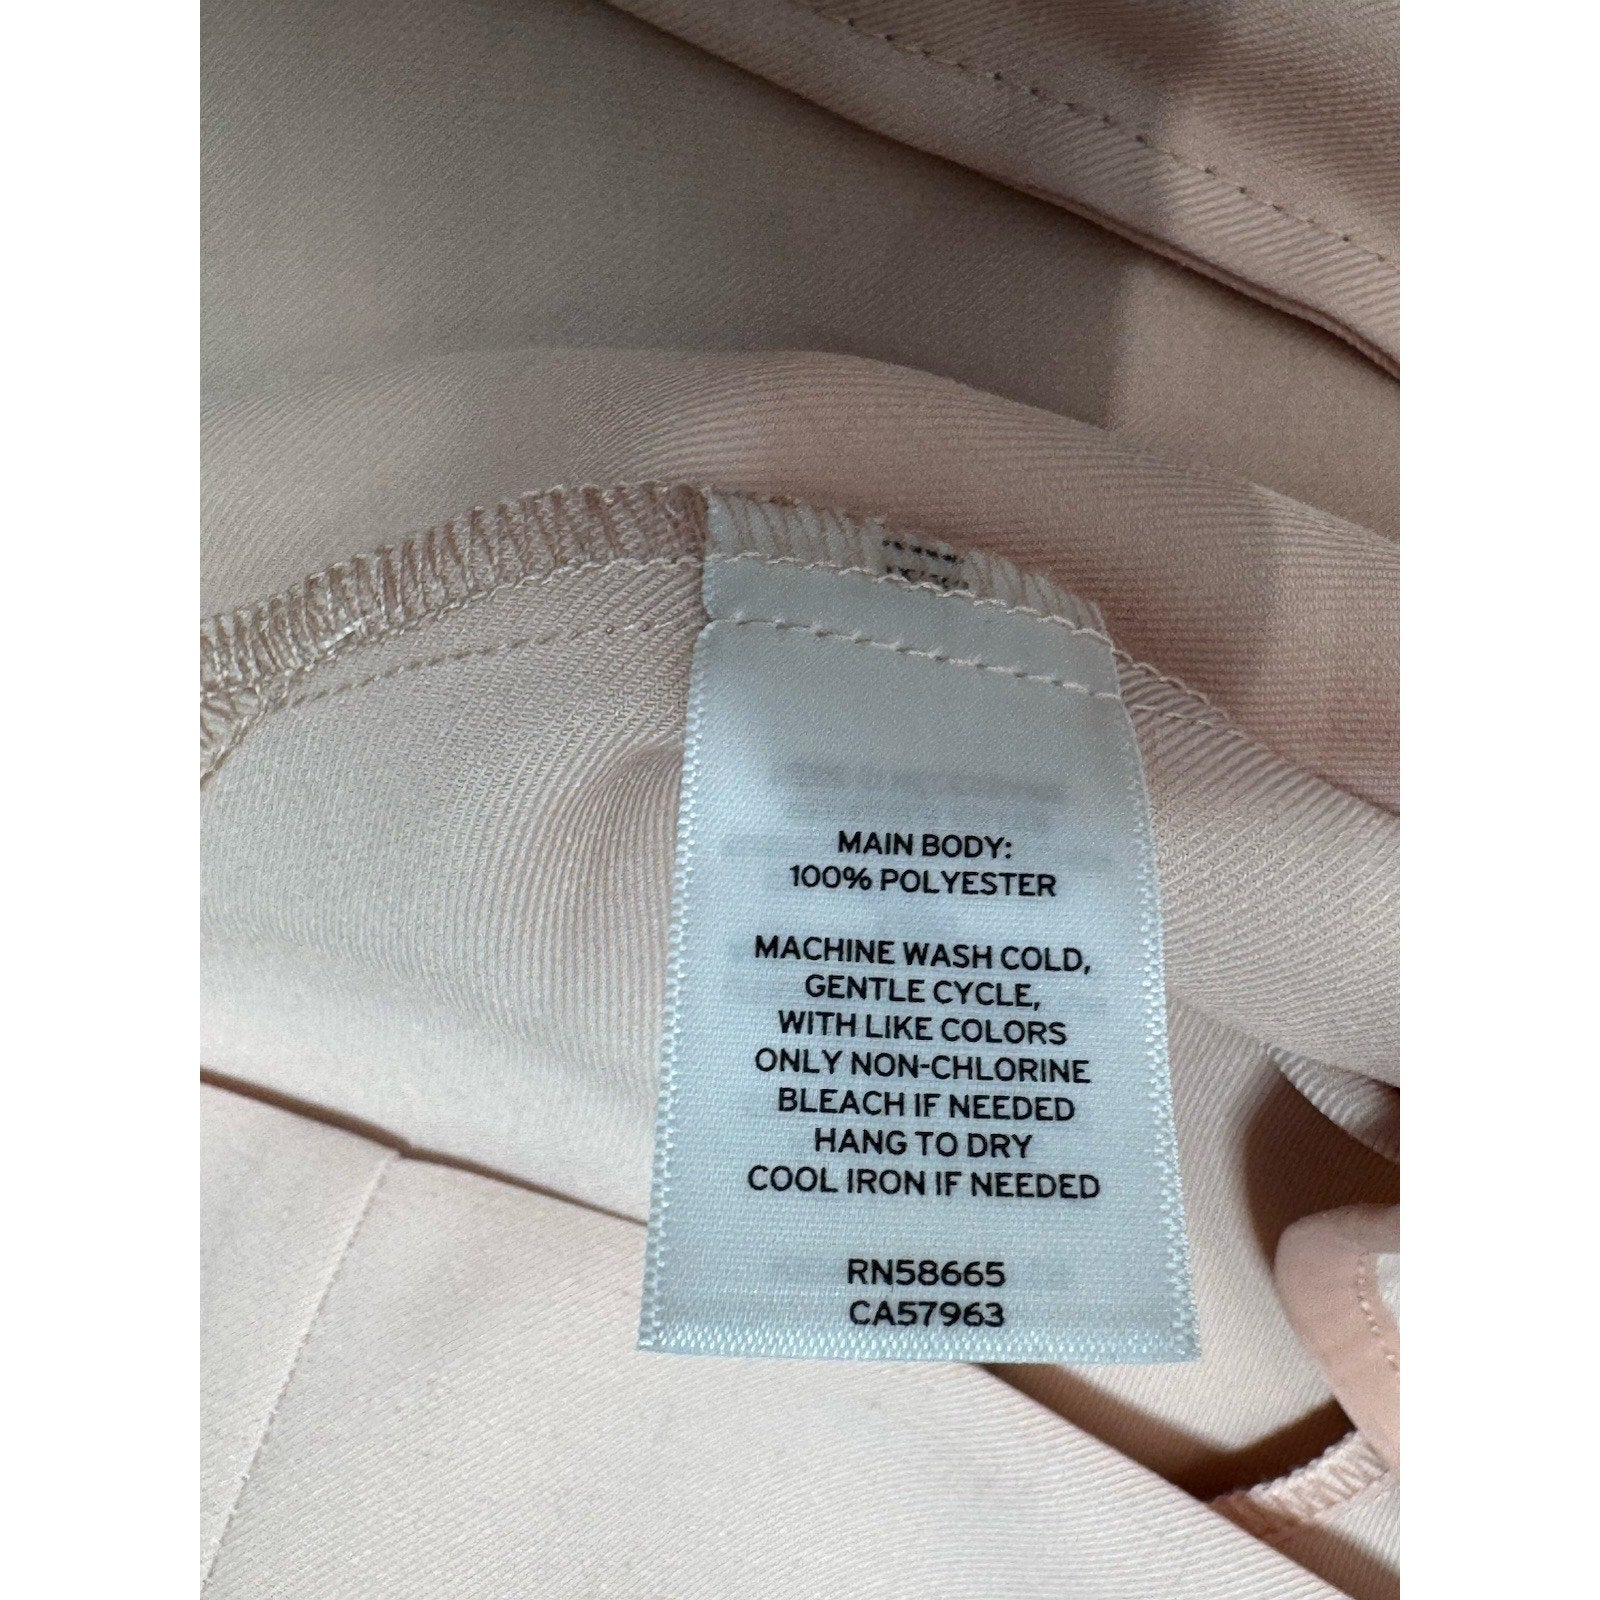 MAIN BODY:
100% POLYESTER
MACHINE WASH COLD,
GENTLE CYCLE,
WITH LIKE COLORS
ONLY NON-CHLORINE
BLEACH IF NEEDED
HANG TO DRY
COOL IRON IF NEEDED
RN58665
CA57963